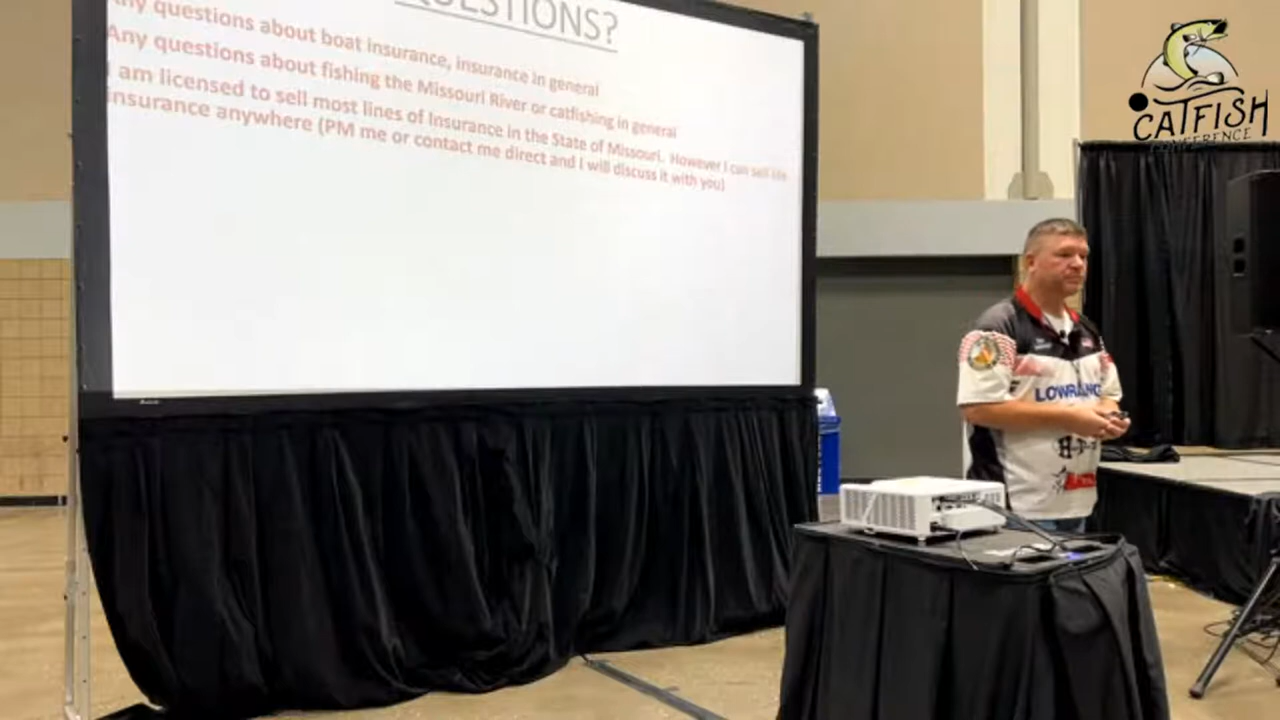 QUESTIONS?
Any questions about boat insurance, insurance in general
Any questions about fishing the Missouri River or catfishing in general
I am licensed to sell most lines of Insurance in the State of Missouri. However I can sell life
insurance anywhere (PM me or contact me direct and I will discuss it with you)
CATFISH
CONFERENCE
LOWRANCE